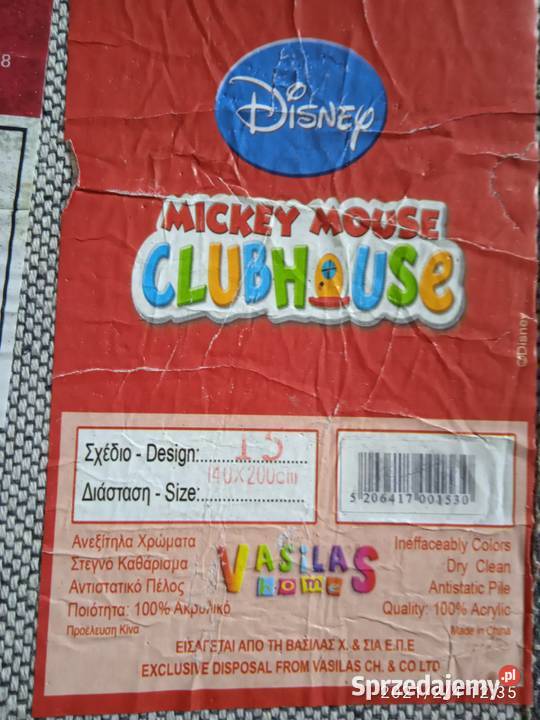 8
Disney
MICKEY MOUSE
CLUBHOUSE
©Disney
Σχέδιο - Design:
140X200cm
Διάσταση - Size:
5 206417 001530
Ανεξίτηλα Χρώματα
Στεγνό Καθάρισμα
Αντιστατικό Πέλος
Ποιότητα: 100% Ακρυλικό
Προέλευση Κίνα
VASILAS
home
Ineffaceably Colors
Dry Clean
Antistatic Pile
Quality: 100% Acrylic
Made in China
ΕΙΣΑΓΕΤΑΙ ΑΠΟ ΤΗ ΒΑΣΙΛΑΣ Χ. & ΣΙΑ Ε.Π.Ε
EXCLUSIVE DISPOSAL FROM VASILAS CH. & CO LTD
Sprzedajemy.pl